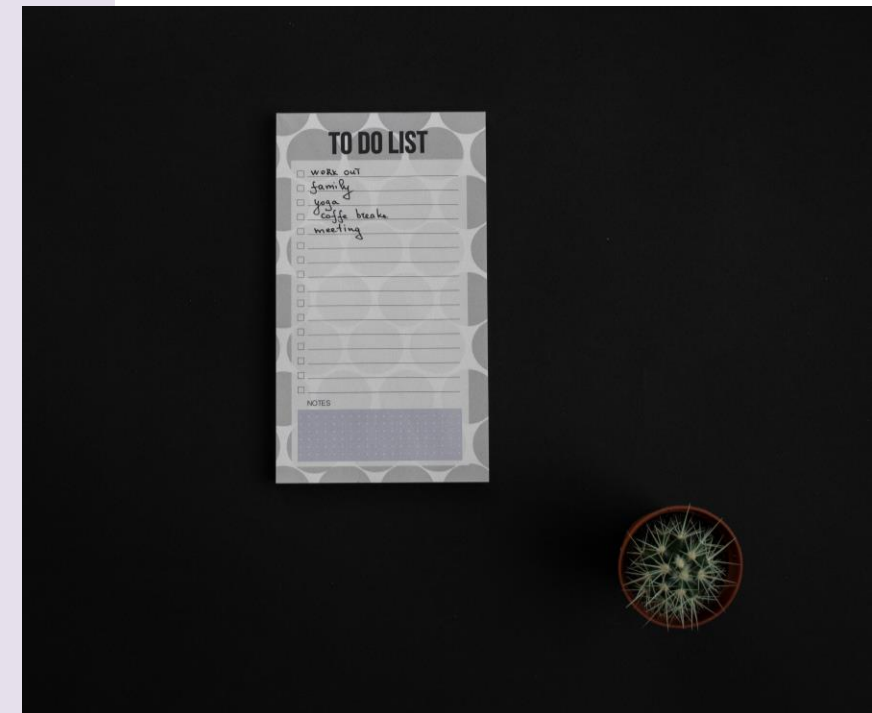 TO DO LIST
work out
family
yoga
coffe breake
meeting
NOTES